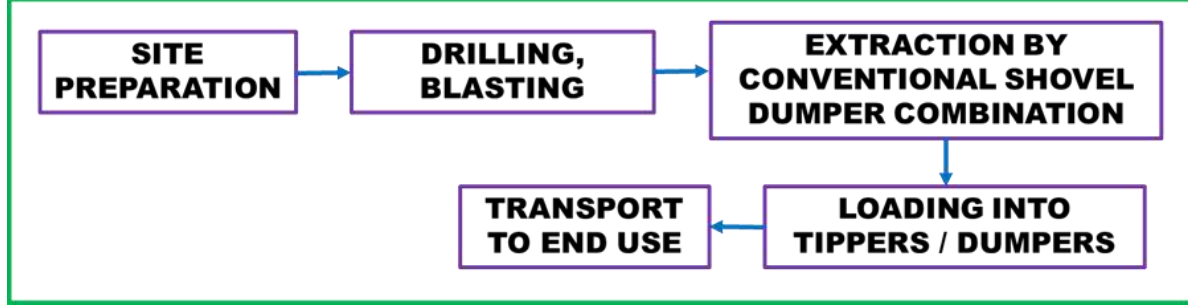 SITE
PREPARATION
DRILLING,
BLASTING
EXTRACTION BY
CONVENTIONAL SHOVEL
DUMPER COMBINATION
LOADING INTO
TIPPERS / DUMPERS
TRANSPORT
TO END USE